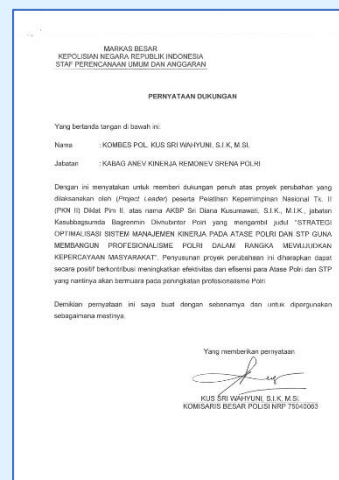 MARKAS BESAR
KEPOLISIAN NEGARA REPUBLIK INDONESIA
STAF PERENCANAAN UMUM DAN ANGGARAN
PERNYATAAN DUKUNGAN
Yang bertanda tangan di bawah ini:
Nama : KOMBES POL. KUS SRI WAHYUNI, S.I.K, M.SI.
Jabatan : KABAG ANEV KINERJA REMONEV SRENA POLRI
Dengan ini menyatakan untuk memberi dukungan penuh atas proyek perubahan yang
dilaksanakan oleh (Project Leader) peserta Pelatihan Kepemimpinan Nasional Tk. II
(PKN II) Diklat Pim II, atas nama AKBP Sri Diana Kusumawati, S.I.K., M.I.K., jabatan
Kasubbagsumda Bagrenmin Divhubinter Polri yang mengambil judul "STRATEGI
OPTIMALISASI SISTEM MANAJEMEN KINERJA PADA ATASE POLRI DAN STP GUNA
MEMBANGUN PROFESIONALISME POLRI DALAM RANGKA MEWUJUDKAN
KEPERCAYAAN MASYARAKAT". Penyusunan proyek perubahaan ini diharapkan dapat
secara positif berkontribusi meningkatkan efektivitas dan efisensi para Atase Polri dan STP
yang nantinya akan bermuara pada peningkatan profesionalisme Polri
Demikian pernyataan ini saya buat dengan sebenarnya dan untuk dipergunakan
sebagaimana mestinya.
Yang memberikan pernyataan
KUS SRI WAHYUNI, S.I.K, M.SI.
KOMISARIS BESAR POLISI NRP 75040063